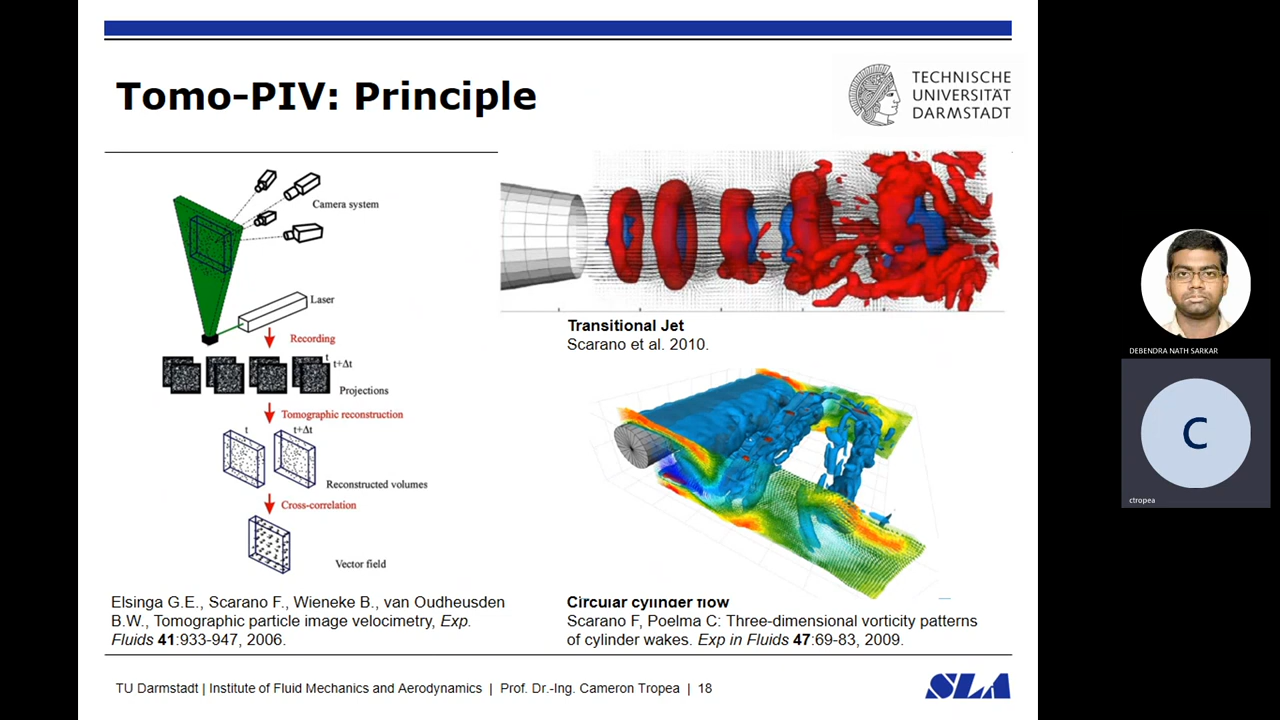 Tomo-PIV: Principle
TECHNISCHE
UNIVERSITÄT
DARMSTADT
Camera system
Laser
Recording
t
t+Δt
Projections
Tomographic reconstruction
t
t+Δt
Reconstructed volumes
Cross-correlation
Vector field
Elsinga G.E., Scarano F., Wieneke B., van Oudheusden
B.W., Tomographic particle image velocimetry, Exp.
Fluids 41:933-947, 2006.
Transitional Jet
Scarano et al. 2010.
Circular cylinder flow
Scarano F, Poelma C: Three-dimensional vorticity patterns
of cylinder wakes. Exp in Fluids 47:69-83, 2009.
TU Darmstadt | Institute of Fluid Mechanics and Aerodynamics | Prof. Dr.-Ing. Cameron Tropea | 18
SLA
DEBENDRA NATH SARKAR
C
ctropea